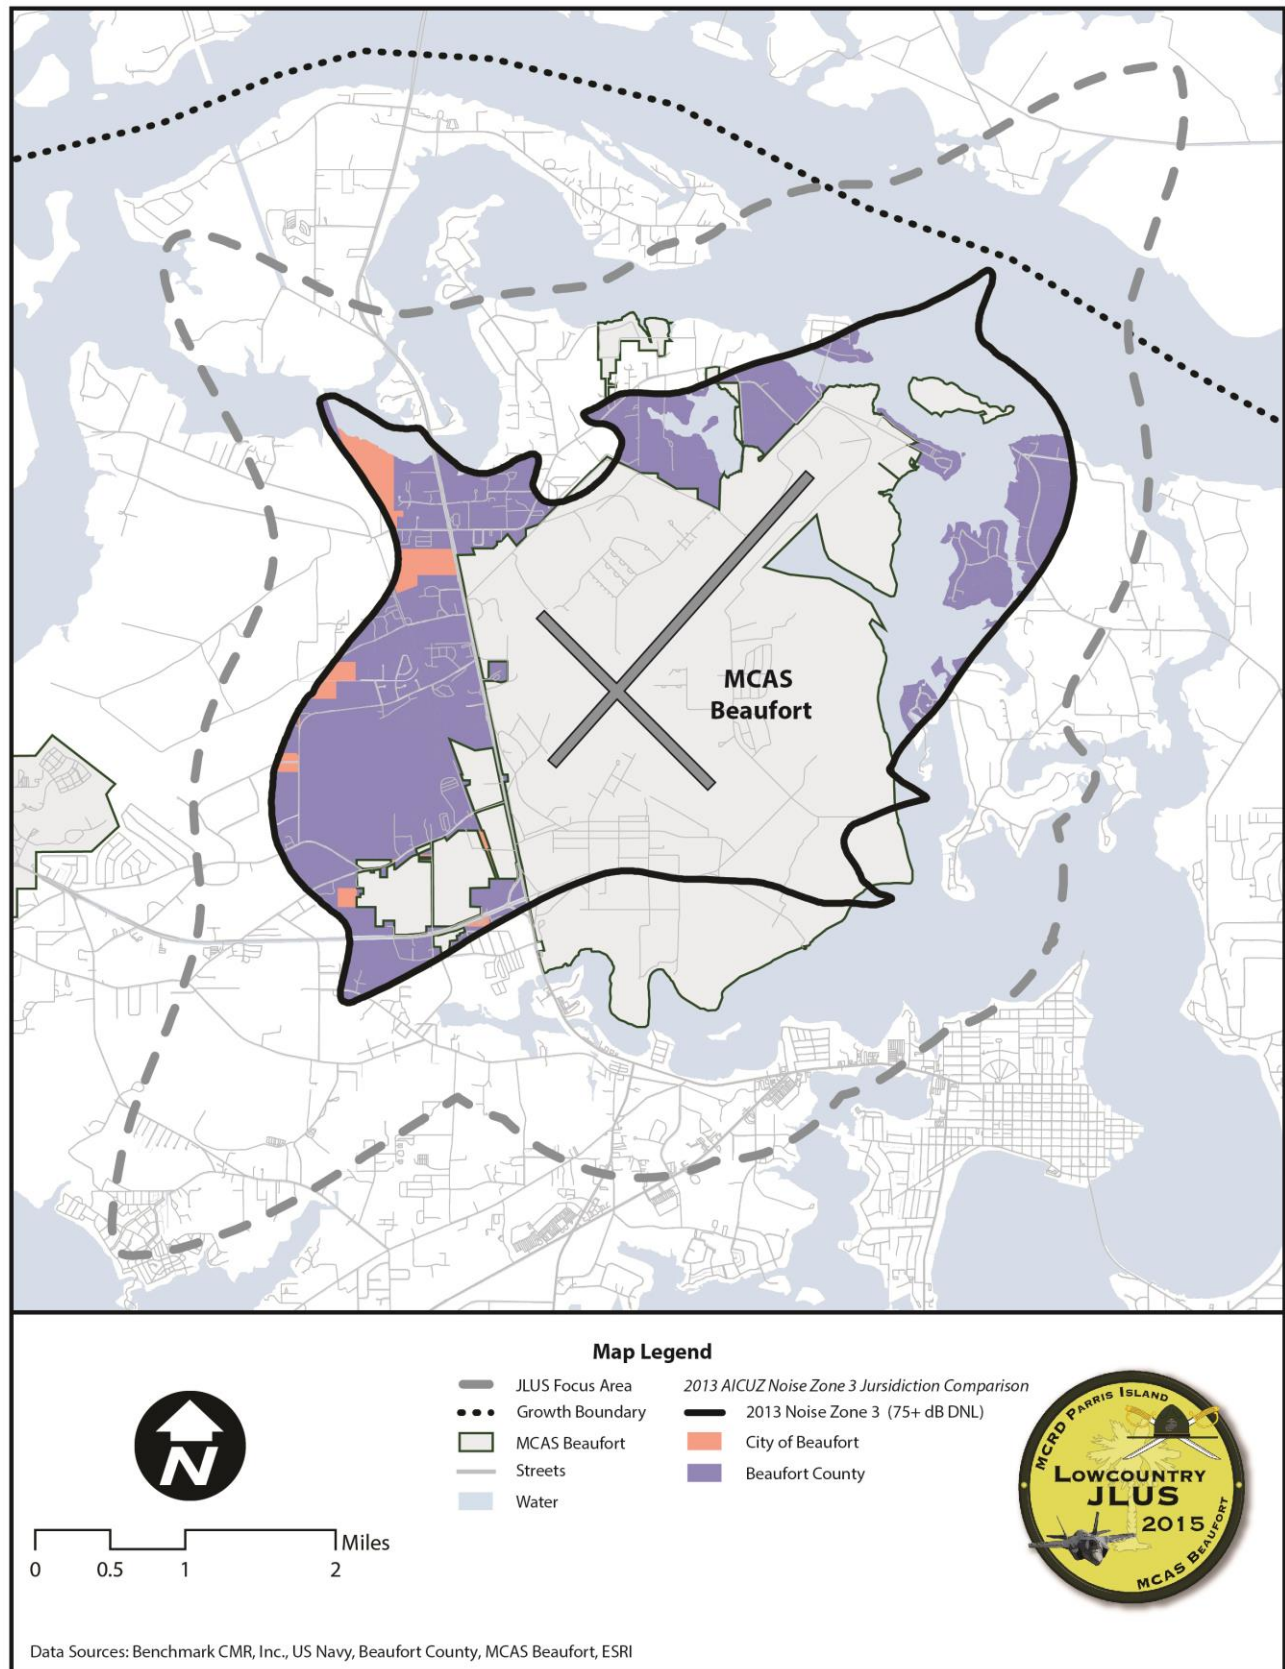 MCAS
Beaufort
Map Legend
JLUS Focus Area
Growth Boundary
MCAS Beaufort
Streets
Water
2013 AICUZ Noise Zone 3 Jursidiction Comparison
2013 Noise Zone 3 (75+ dB DNL)
City of Beaufort
Beaufort County
N
Miles
0 0.5 1 2
MCRD PARRIS ISLAND
LOWCOUNTRY
JLUS
2015
MCAS BEAUFORT
Data Sources: Benchmark CMR, Inc., US Navy, Beaufort County, MCAS Beaufort, ESRI